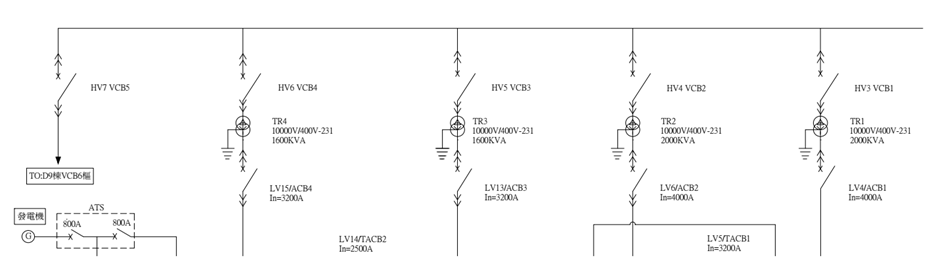 HV7 VCB5
HV6 VCB4
HV5 VCB3
HV4 VCB2
HV3 VCB1
TR4
10000V/400V-231
1600KVA
TR3
10000V/400V-231
1600KVA
TR2
10000V/400V-231
2000KVA
TR1
10000V/400V-231
2000KVA
TO:D9棟VCB6樞
LV15/ACB4
In=3200A
LV13/ACB3
In=3200A
LV6/ACB2
In=4000A
LV4/ACB1
In=4000A
發電機
ATS
800A
800A
G
LV14/TACB2
In=2500A
LV5/TACB1
In=3200A